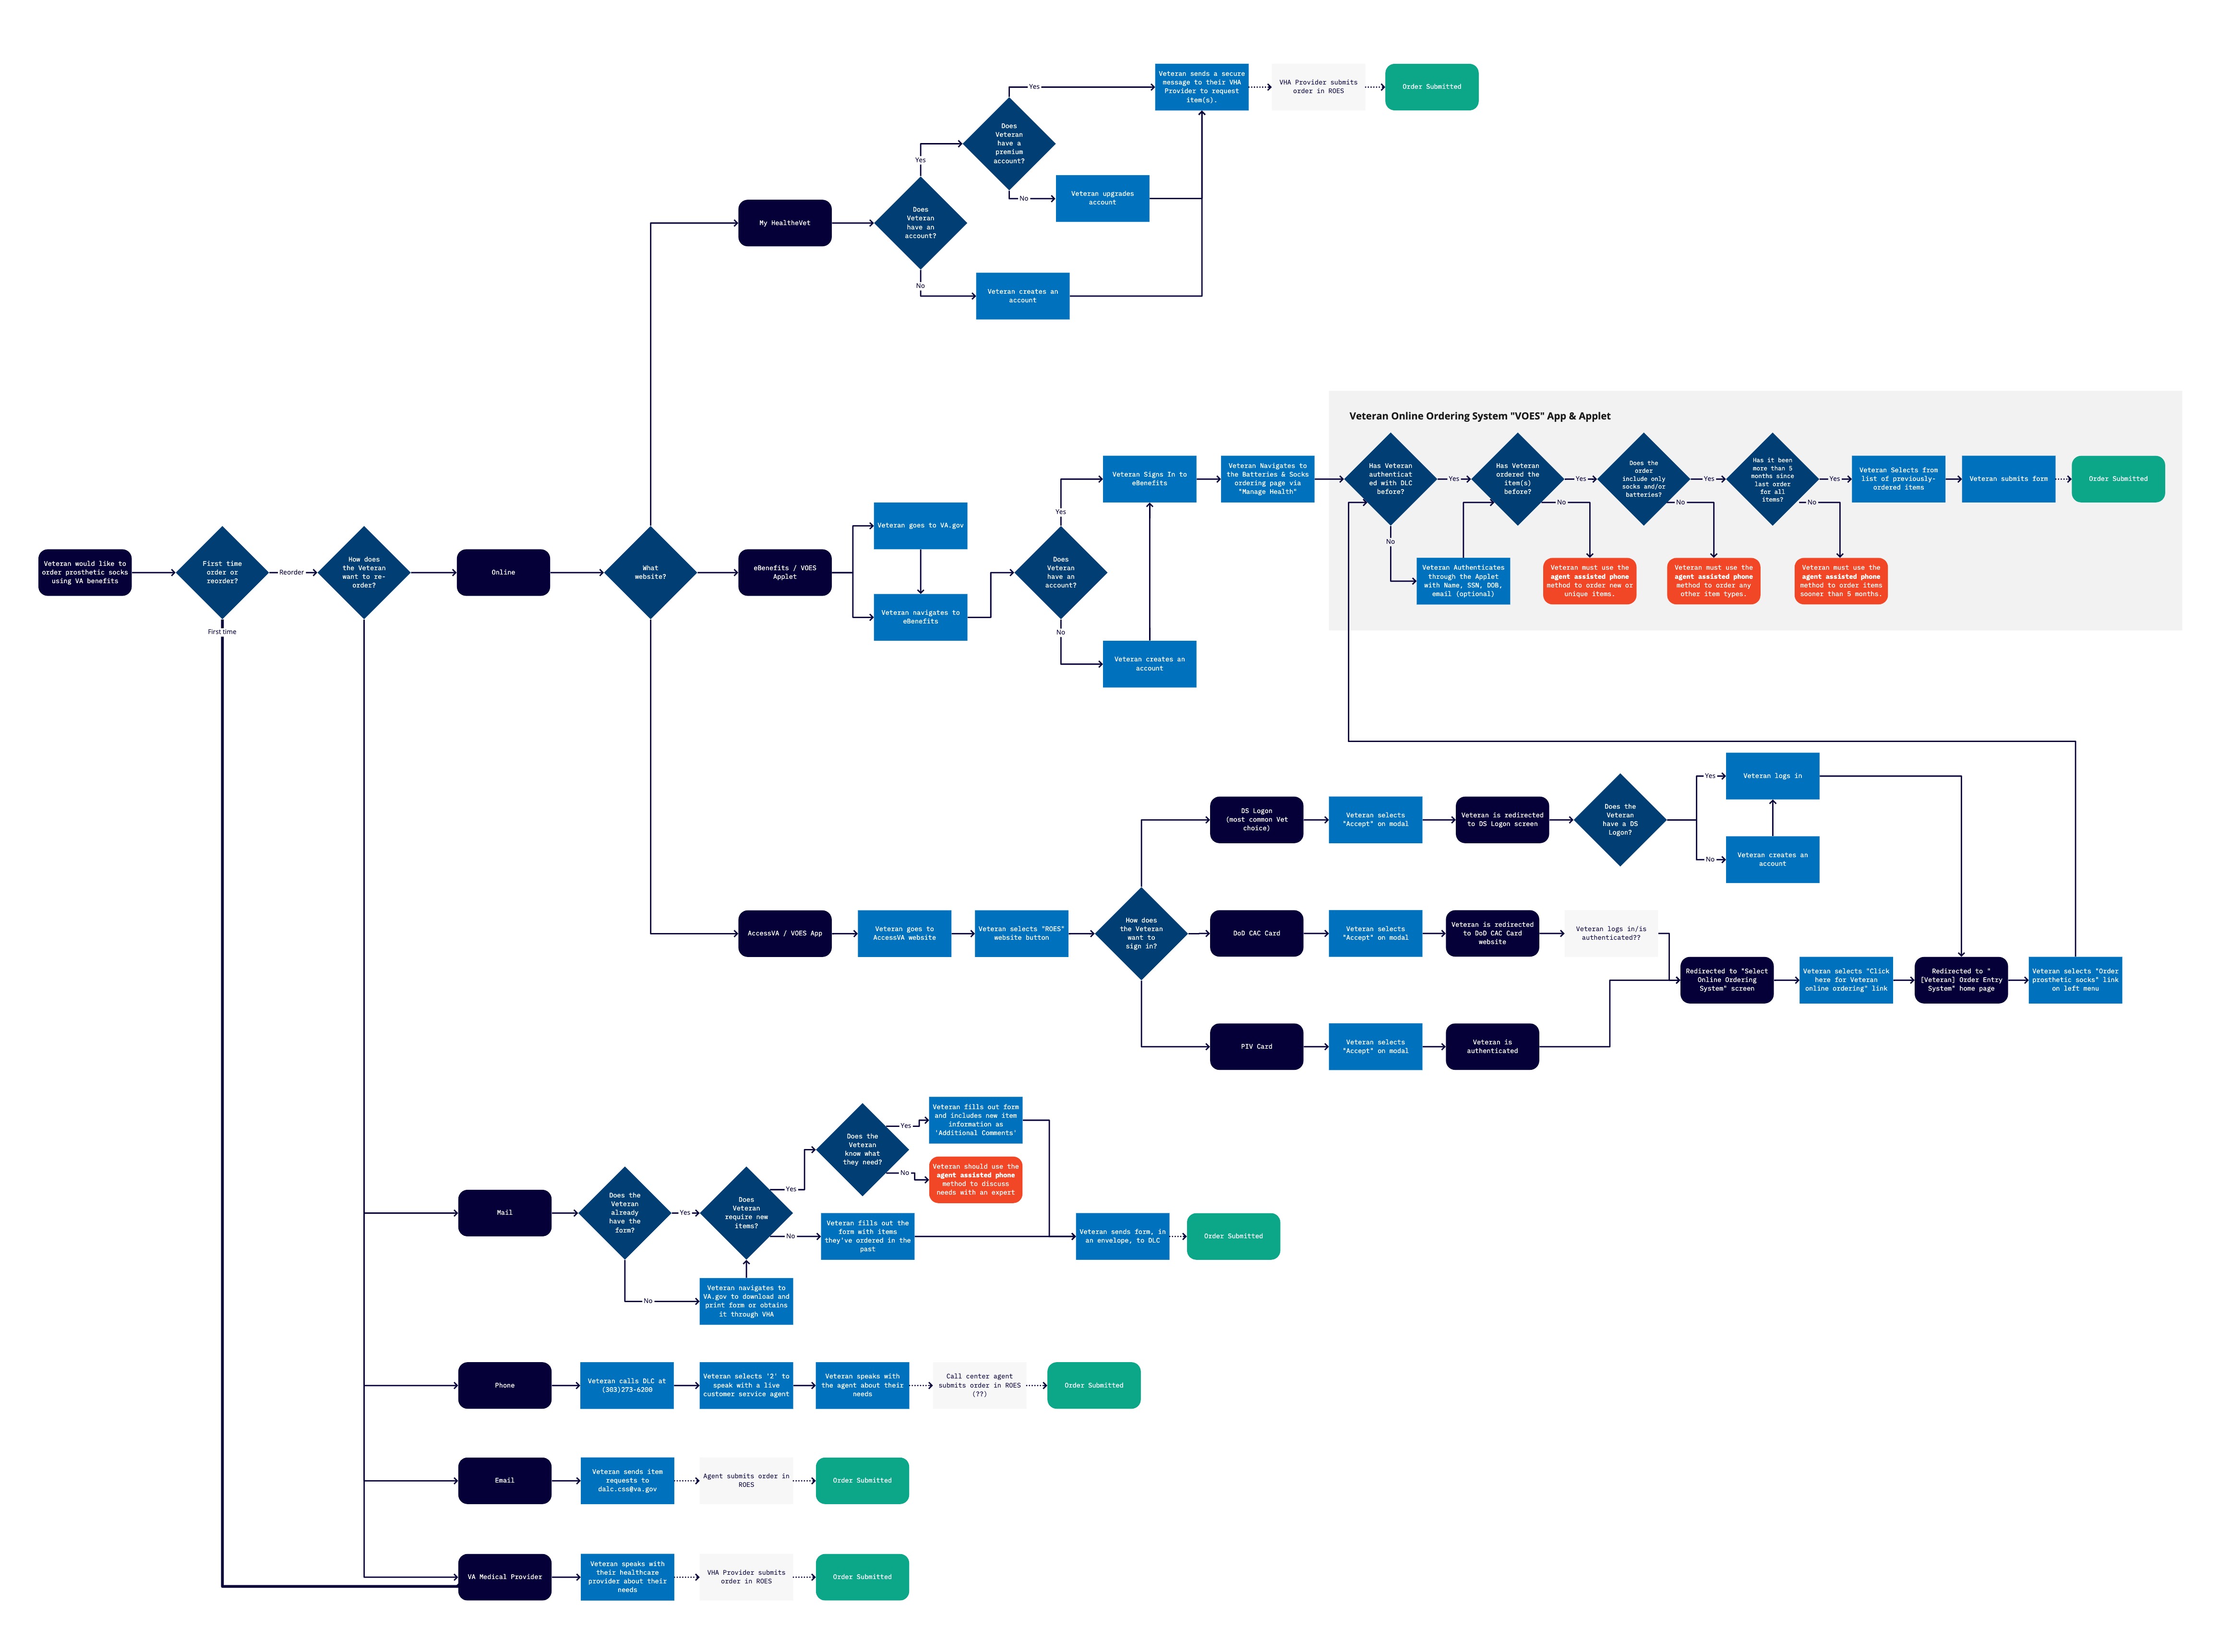 Veteran sends a secure
message to their VHA
Provider to request
item(s).
VHA Provider submits
order in ROES
Order Submitted
Yes
Does
Veteran
have a
premium
account?
Yes
No
Veteran upgrades
account
My HealtheVet
Does
Veteran
have an
account?
No
Veteran creates an
account
Veteran Online Ordering System "VOES" App & Applet
Veteran would like to
order prosthetic socks
using VA benefits
First time
order or
reorder?
Reorder
First time
How does
the Veteran
want to re-
order?
Online
What
website?
eBenefits / VOES
Applet
Veteran goes to VA.gov
Veteran navigates to
eBenefits
Does
Veteran
have an
account?
Yes
No
Veteran creates an
account
Veteran Signs In to
eBenefits
Veteran Navigates to
the Batteries & Socks
ordering page via
"Manage Health"
Has Veteran
authenticat
ed with DLC
before?
Yes
No
Veteran Authenticates
through the Applet
with Name, SSN, DOB,
email (optional)
Has Veteran
ordered the
item(s)
before?
Yes
No
Veteran must use the
agent assisted phone
method to order new or
unique items.
Does the
order
include only
socks and/or
batteries?
Yes
No
Veteran must use the
agent assisted phone
method to order any
other item types.
Has it been
more than 5
months since
last order
for all
items?
Yes
No
Veteran must use the
agent assisted phone
method to order items
sooner than 5 months.
Veteran Selects from
list of previously-
ordered items
Veteran submits form
Order Submitted
AccessVA / VOES App
Veteran goes to
AccessVA website
Veteran selects "ROES"
website button
How does
the Veteran
want to
sign in?
DS Logon
(most common Vet
choice)
Veteran selects
"Accept" on modal
Veteran is redirected
to DS Logon screen
Does the
Veteran
have a DS
Logon?
Yes
Veteran logs in
No
Veteran creates an
account
DoD CAC Card
Veteran selects
"Accept" on modal
Veteran is redirected
to DoD CAC Card
website
Veteran logs in/is
authenticated??
PIV Card
Veteran selects
"Accept" on modal
Veteran is
authenticated
Redirected to "Select
Online Ordering
System" screen
Veteran selects "Click
here for Veteran
online ordering" link
Redirected to "
[Veteran] Order Entry
System" home page
Veteran selects "Order
prosthetic socks" link
on left menu
Mail
Does the
Veteran
already
have the
form?
Yes
No
Veteran navigates to
VA.gov to download and
print form or obtains
it through VHA
Does
Veteran
require new
items?
Yes
Does the
Veteran
know what
they need?
Yes
Veteran fills out form
and includes new item
information as
'Additional Comments'
No
Veteran should use the
agent assisted phone
method to discuss
needs with an expert
No
Veteran fills out the
form with items
they've ordered in the
past
Veteran sends form, in
an envelope, to DLC
Order Submitted
Phone
Veteran calls DLC at
(303)273-6200
Veteran selects '2' to
speak with a live
customer service agent
Veteran speaks with
the agent about their
needs
Call center agent
submits order in ROES
(??)
Order Submitted
Email
Veteran sends item
requests to
dalc.css@va.gov
Agent submits order in
ROES
Order Submitted
VA Medical Provider
Veteran speaks with
their healthcare
provider about their
needs
VHA Provider submits
order in ROES
Order Submitted